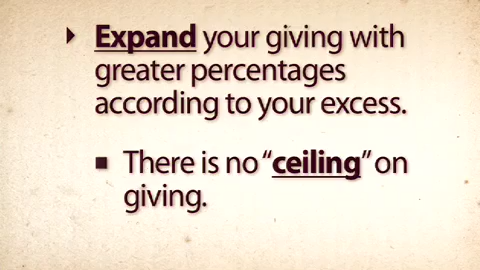 Expand your giving with
greater percentages
according to your excess.
There is no “ceiling” on
giving.